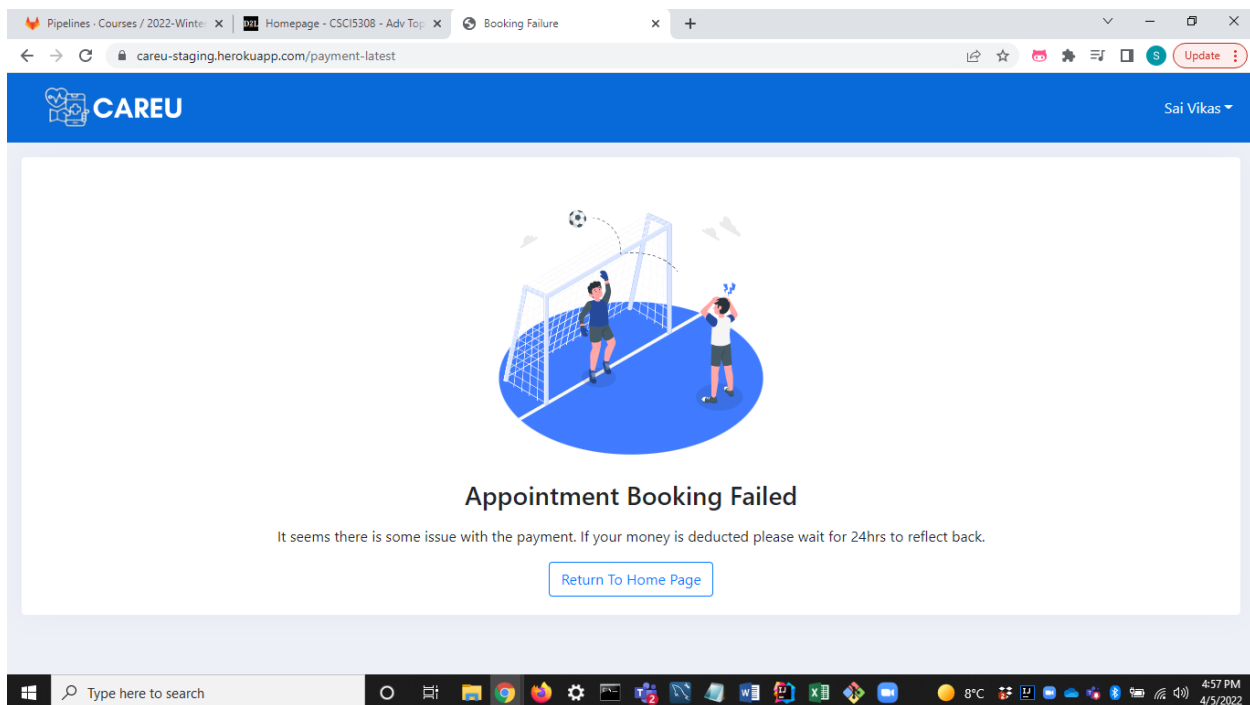 Pipelines · Courses / 2022-Winter
D2L Homepage - CSCI5308 - Adv Top
Booking Failure
careu-staging.herokuapp.com/payment-latest
S
Update
CAREU
Sai Vikas
Appointment Booking Failed
It seems there is some issue with the payment. If your money is deducted please wait for 24hrs to reflect back.
Return To Home Page
Type here to search
2
8°C
4:57 PM
4/5/2022